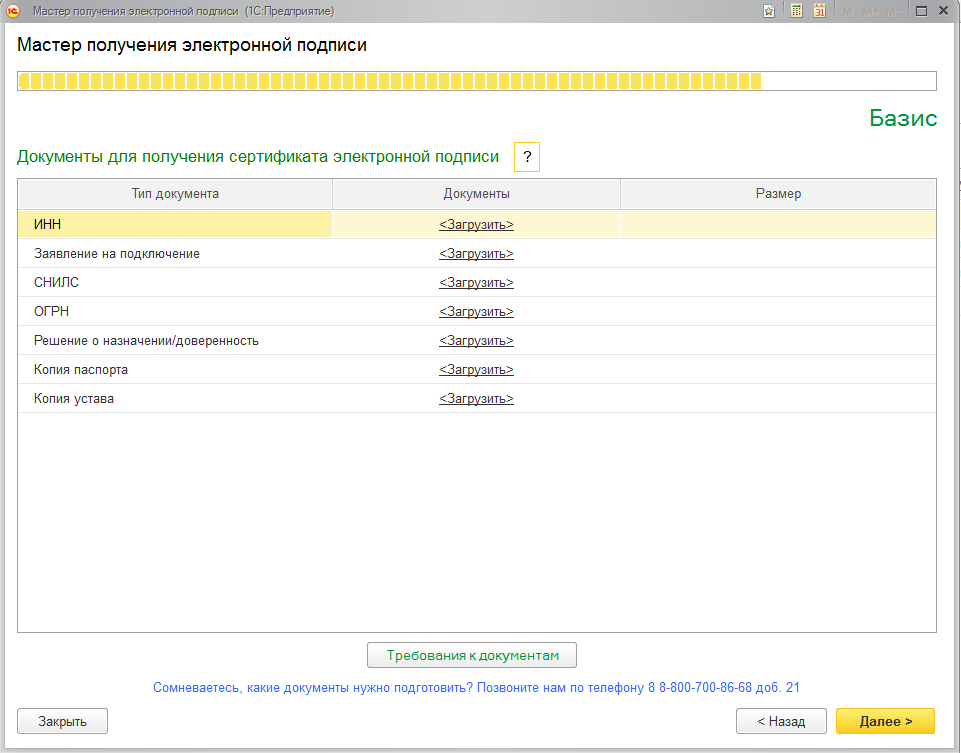 Мастер получения электронной подписи (1С:Предприятие)
31 M M+ M-
Мастер получения электронной подписи
Базис
Документы для получения сертификата электронной подписи ?
Тип документа Документы Размер
ИНН <Загрузить>
Заявление на подключение <Загрузить>
СНИЛС <Загрузить>
ОГРН <Загрузить>
Решение о назначении/доверенность <Загрузить>
Копия паспорта <Загрузить>
Копия устава <Загрузить>
Требования к документам
Сомневаетесь, какие документы нужно подготовить? Позвоните нам по телефону 8 8-800-700-86-68 доб. 21
Закрыть < Назад Далее >